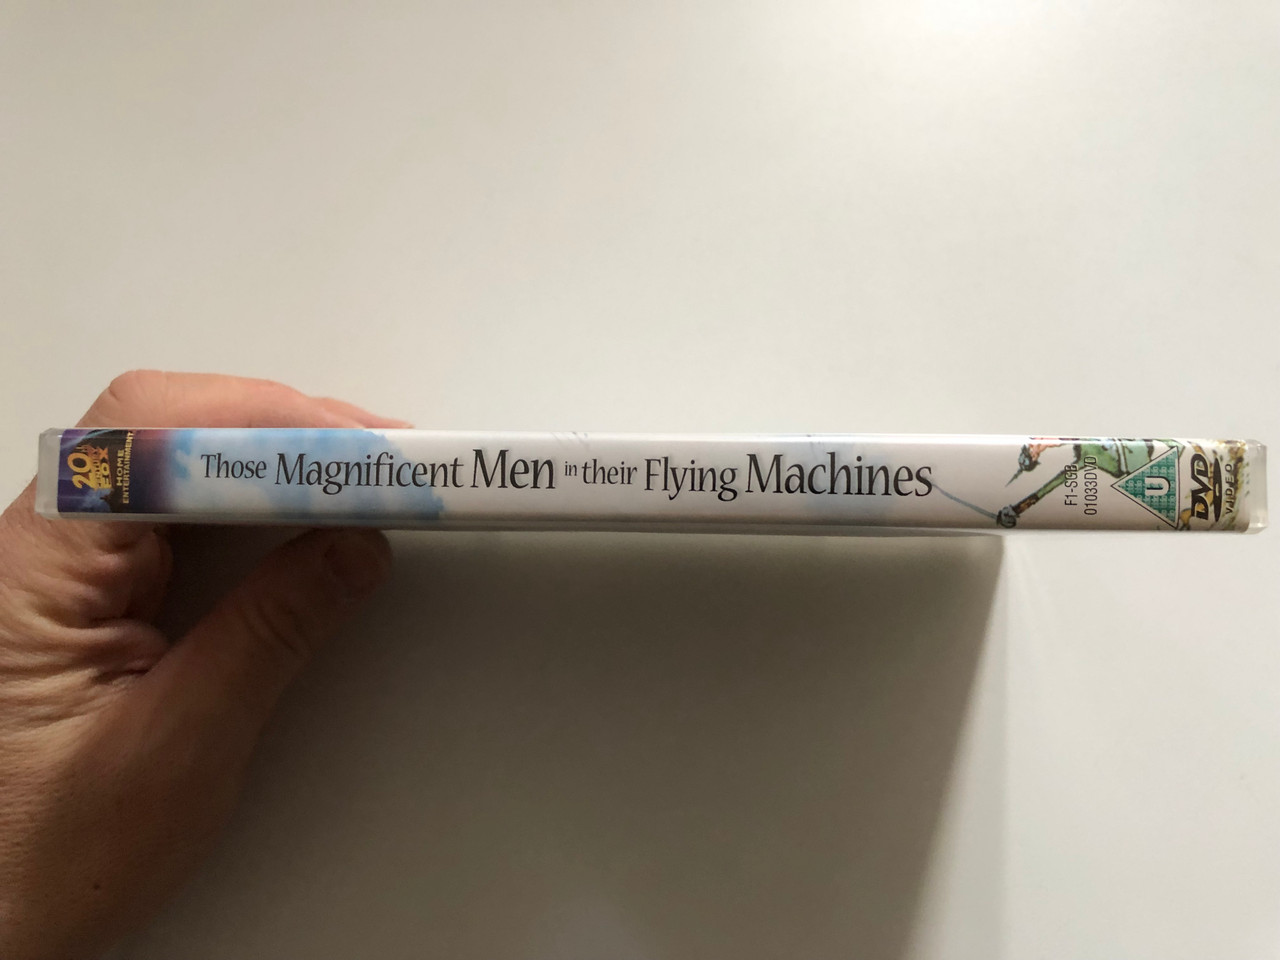 20th
CENTURY
FOX
HOME
ENTERTAINMENT
Those Magnificent Men in their Flying Machines
F1-SGB
01033DVD
U
DVD
VIDEO